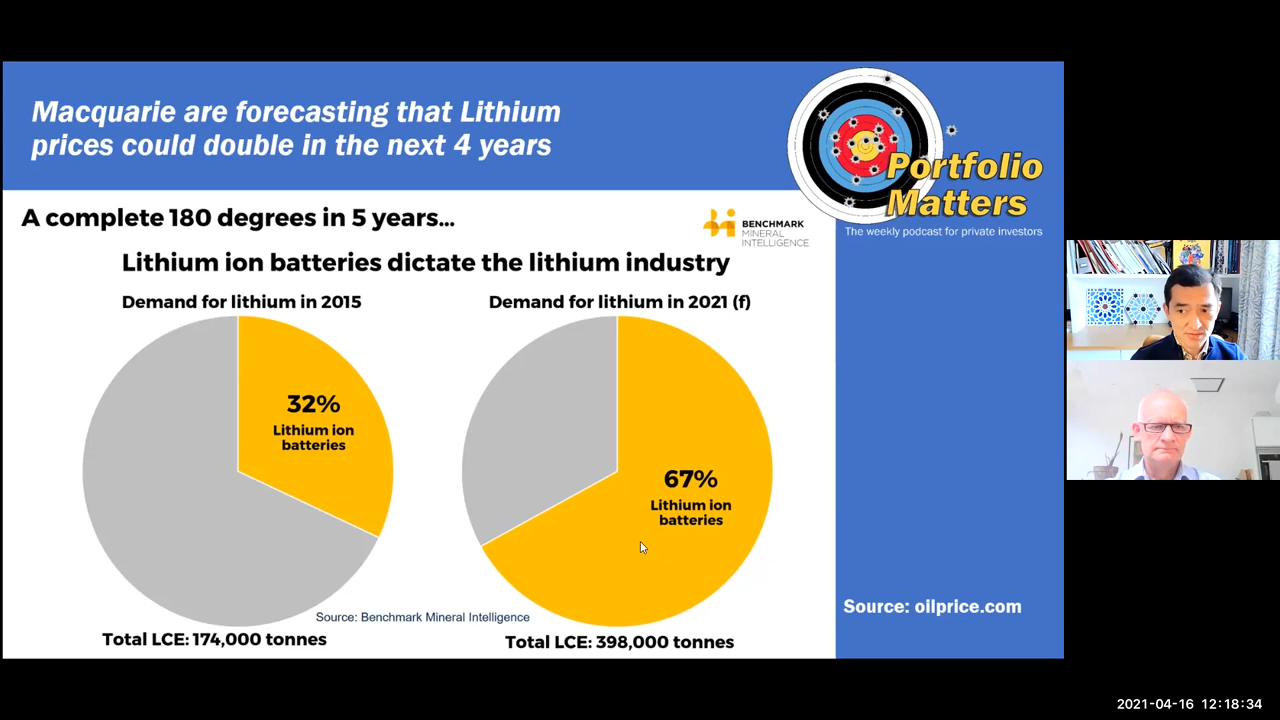 Macquarie are forecasting that Lithium
prices could double in the next 4 years
Portfolio
Matters
The weekly podcast for private investors
A complete 180 degrees in 5 years...
BENCHMARK
MINERAL
INTELLIGENCE
Lithium ion batteries dictate the lithium industry
Demand for lithium in 2015
Demand for lithium in 2021 (f)
32%
Lithium ion
batteries
67%
Lithium ion
batteries
Source: Benchmark Mineral Intelligence
Total LCE: 174,000 tonnes
Total LCE: 398,000 tonnes
Source: oilprice.com
2021-04-16 12:18:34